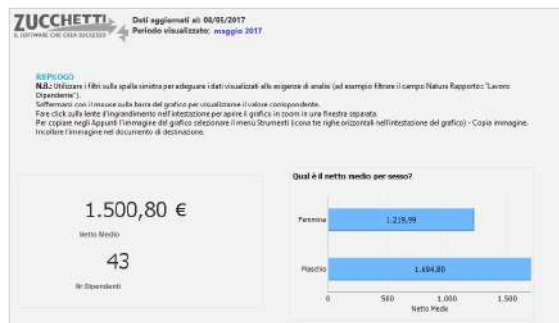 ZUCCHETTI
IL SOFTWARE CHE CREA SUCCESSO
Dati aggiornati al: 08/05/2017
Periodo visualizzato: maggio 2017
RIEPILOGO
N.B.: Utilizzare i filtri sulla spalla sinistra per adeguare i dati visualizzati alle esigenze di analisi (ad esempio filtrare il campo Natura Rapporto: "Lavoro
Dipendente").
Soffermarsi con il mouse sulla barra del grafico per visualizzarne il valore corrispondente.
Fare click sulla lente d'ingrandimento nell'intestazione per aprire il grafico in zoom in una finestra separata.
Per copiare negli Appunti l'immagine del grafico selezionare il menù Strumenti (icona tre righe orizzontali nell'intestazione del grafico) - Copia immagine.
Incollare l'immagine nel documento di destinazione.
1.500,80 €
Netto Medio
43
Nr Dipendenti
Qual è il netto medio per sesso?
Femmina
1.219,99
Maschio
1.694,80
0 500 1.000 1.500
Netto Medio